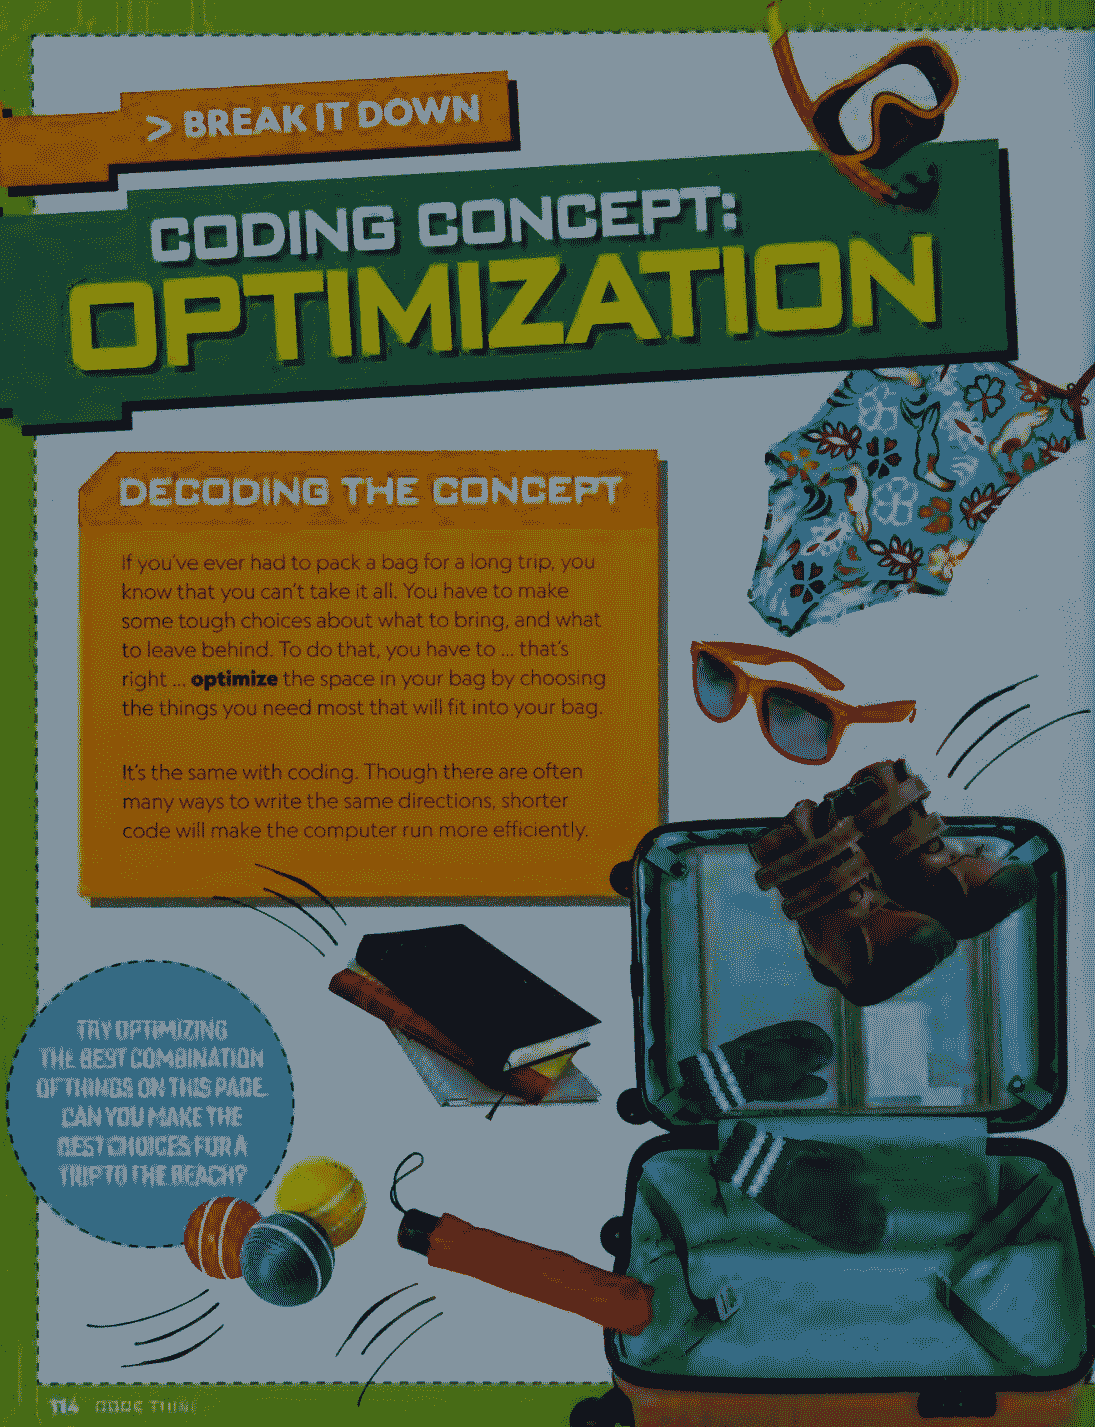 > BREAK IT DOWN
CODING CONCEPT:
OPTIMIZATION
DECODING THE CONCEPT
If you've ever had to pack a bag for a long trip, you
know that you can't take it all. You have to make
some tough choices about what to bring, and what
to leave behind. To do that, you have to ... that's
right ... optimize the space in your bag by choosing
the things you need most that will fit into your bag.
It's the same with coding. Though there are often
many ways to write the same directions, shorter
code will make the computer run more efficiently.
TRY OPTIMIZING
THE BEST COMBINATION
OF THINGS ON THIS PAGE.
CAN YOU MAKE THE
BEST CHOICES FOR A
TRIP TO THE BEACH?
114 CODE THIS!